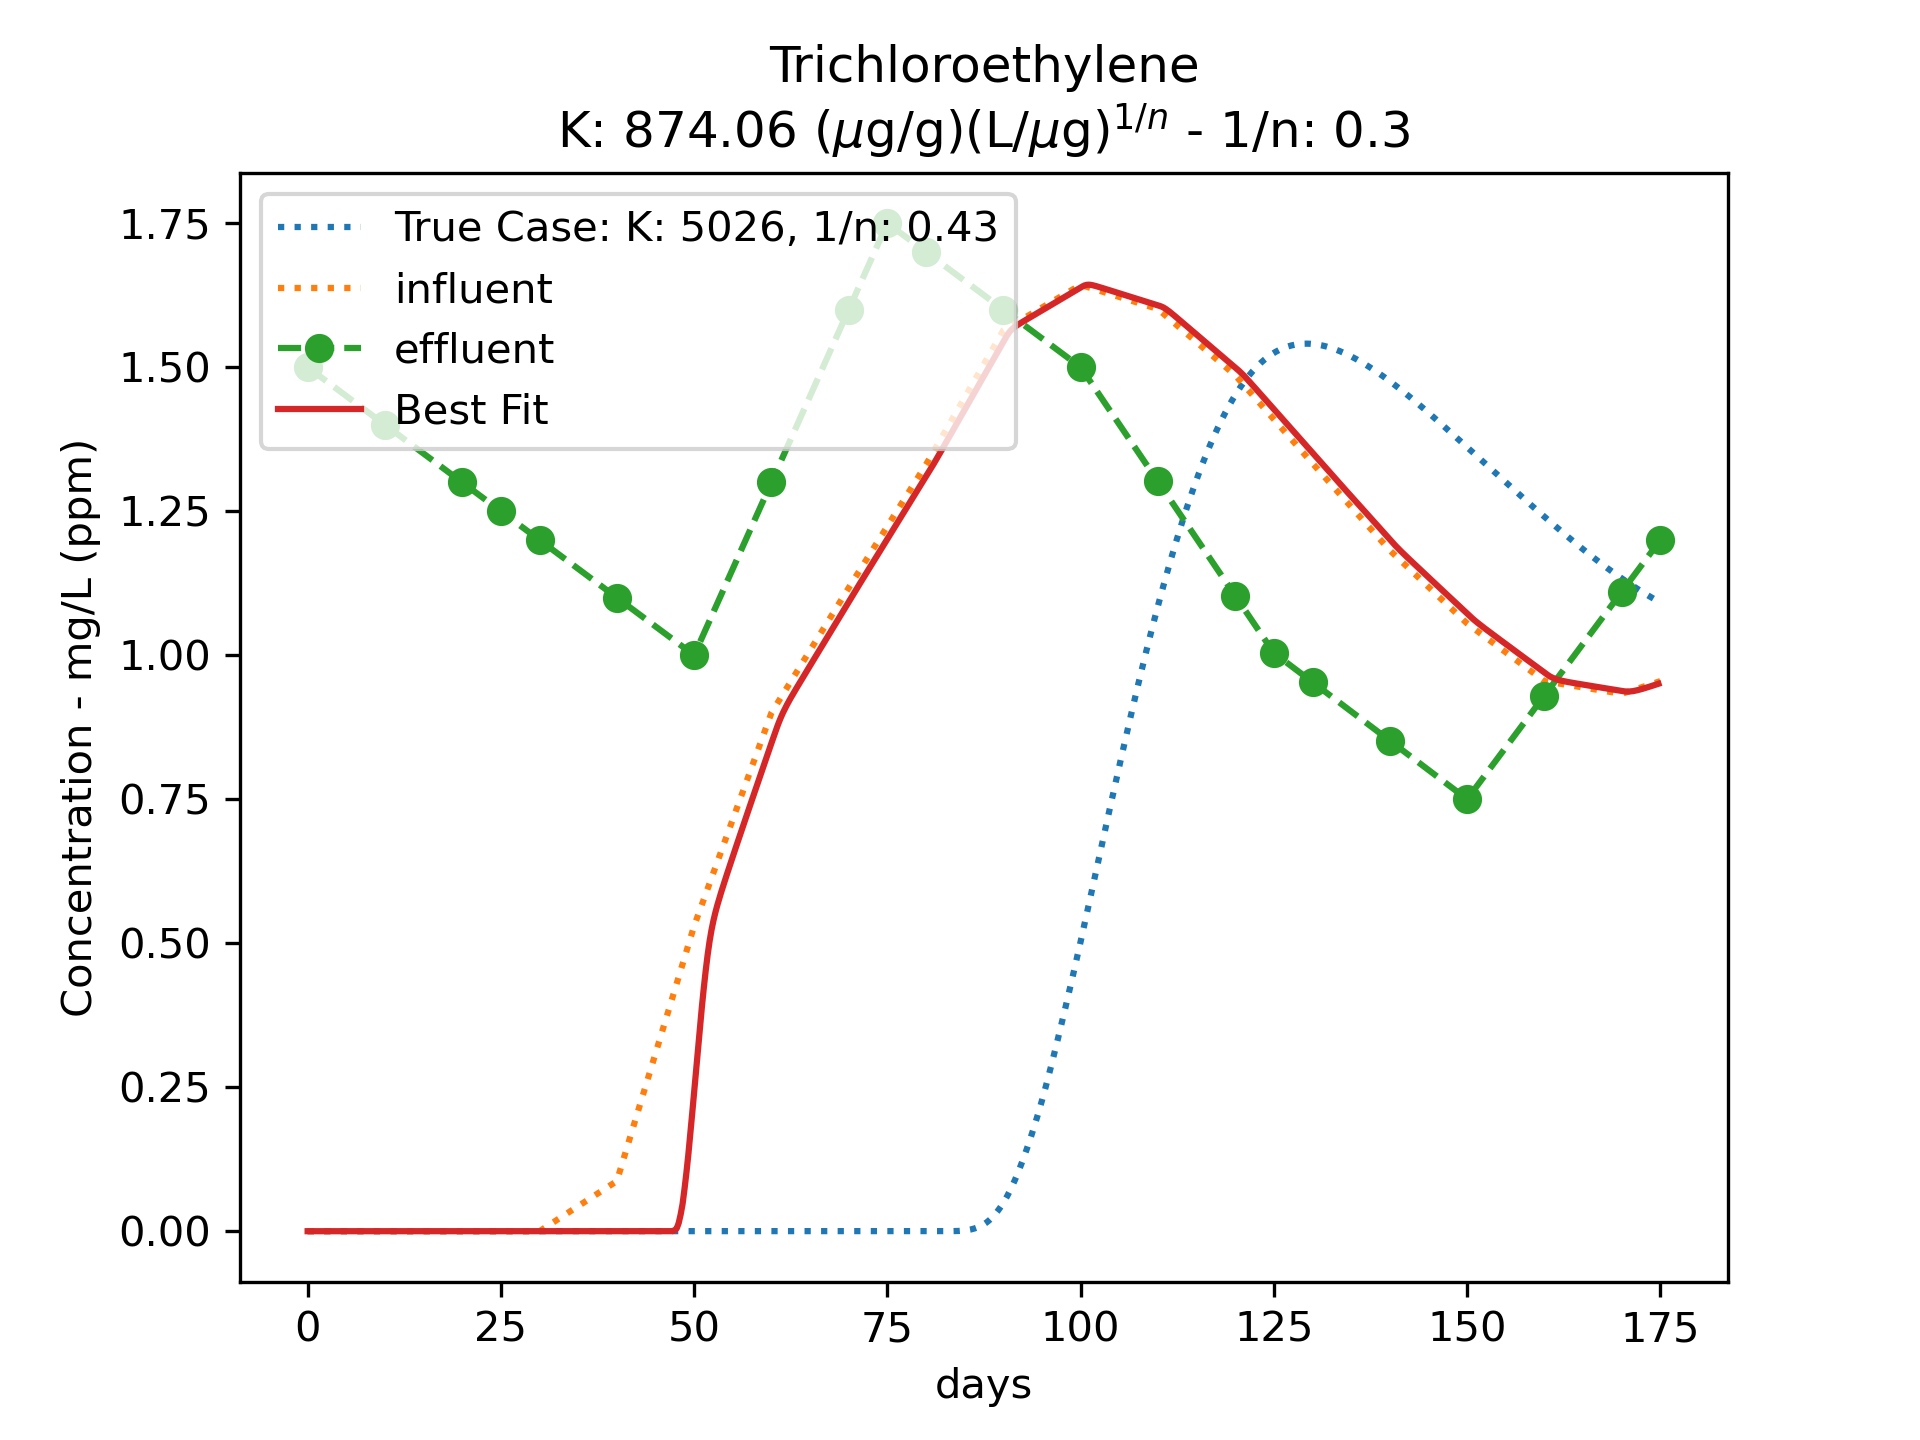 Trichloroethylene
K: 874.06 (μg/g)(L/μg)^{1/n} - 1/n: 0.3
True Case: K: 5026, 1/n: 0.43
influent
effluent
Best Fit
Concentration - mg/L (ppm)
1.75
1.50
1.25
1.00
0.75
0.50
0.25
0.00
0 25 50 75 100 125 150 175
days